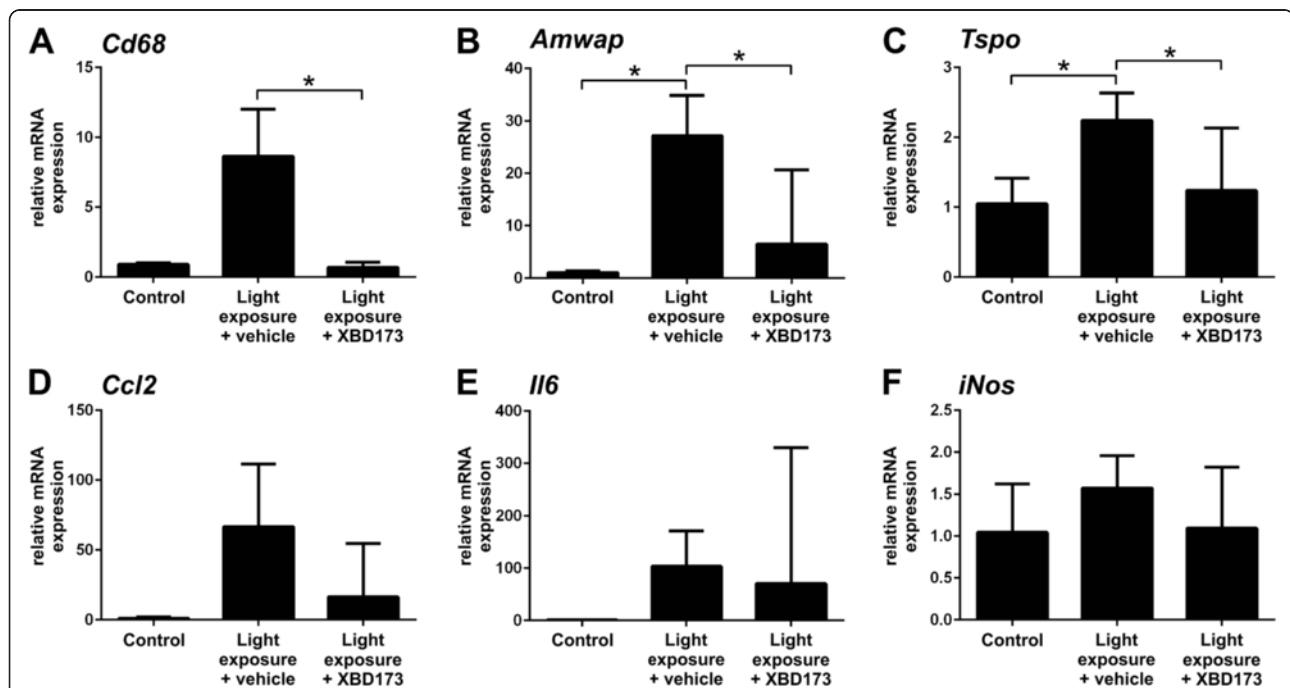 A Cd68
relative mRNA
expression
15
10
5
0
*
Control
Light
exposure
+ vehicle
Light
exposure
+ XBD173
B Amwap
relative mRNA
expression
40
30
20
10
0
*
*
Control
Light
exposure
+ vehicle
Light
exposure
+ XBD173
C Tspo
relative mRNA
expression
3
2
1
0
*
*
Control
Light
exposure
+ vehicle
Light
exposure
+ XBD173
D Ccl2
relative mRNA
expression
150
100
50
0
Control
Light
exposure
+ vehicle
Light
exposure
+ XBD173
E Il6
relative mRNA
expression
400
300
200
100
0
Control
Light
exposure
+ vehicle
Light
exposure
+ XBD173
F iNos
relative mRNA
expression
2.5
2.0
1.5
1.0
0.5
0.0
Control
Light
exposure
+ vehicle
Light
exposure
+ XBD173